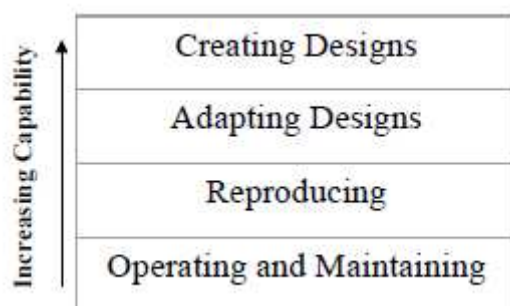 Increasing Capability
Creating Designs
Adapting Designs
Reproducing
Operating and Maintaining